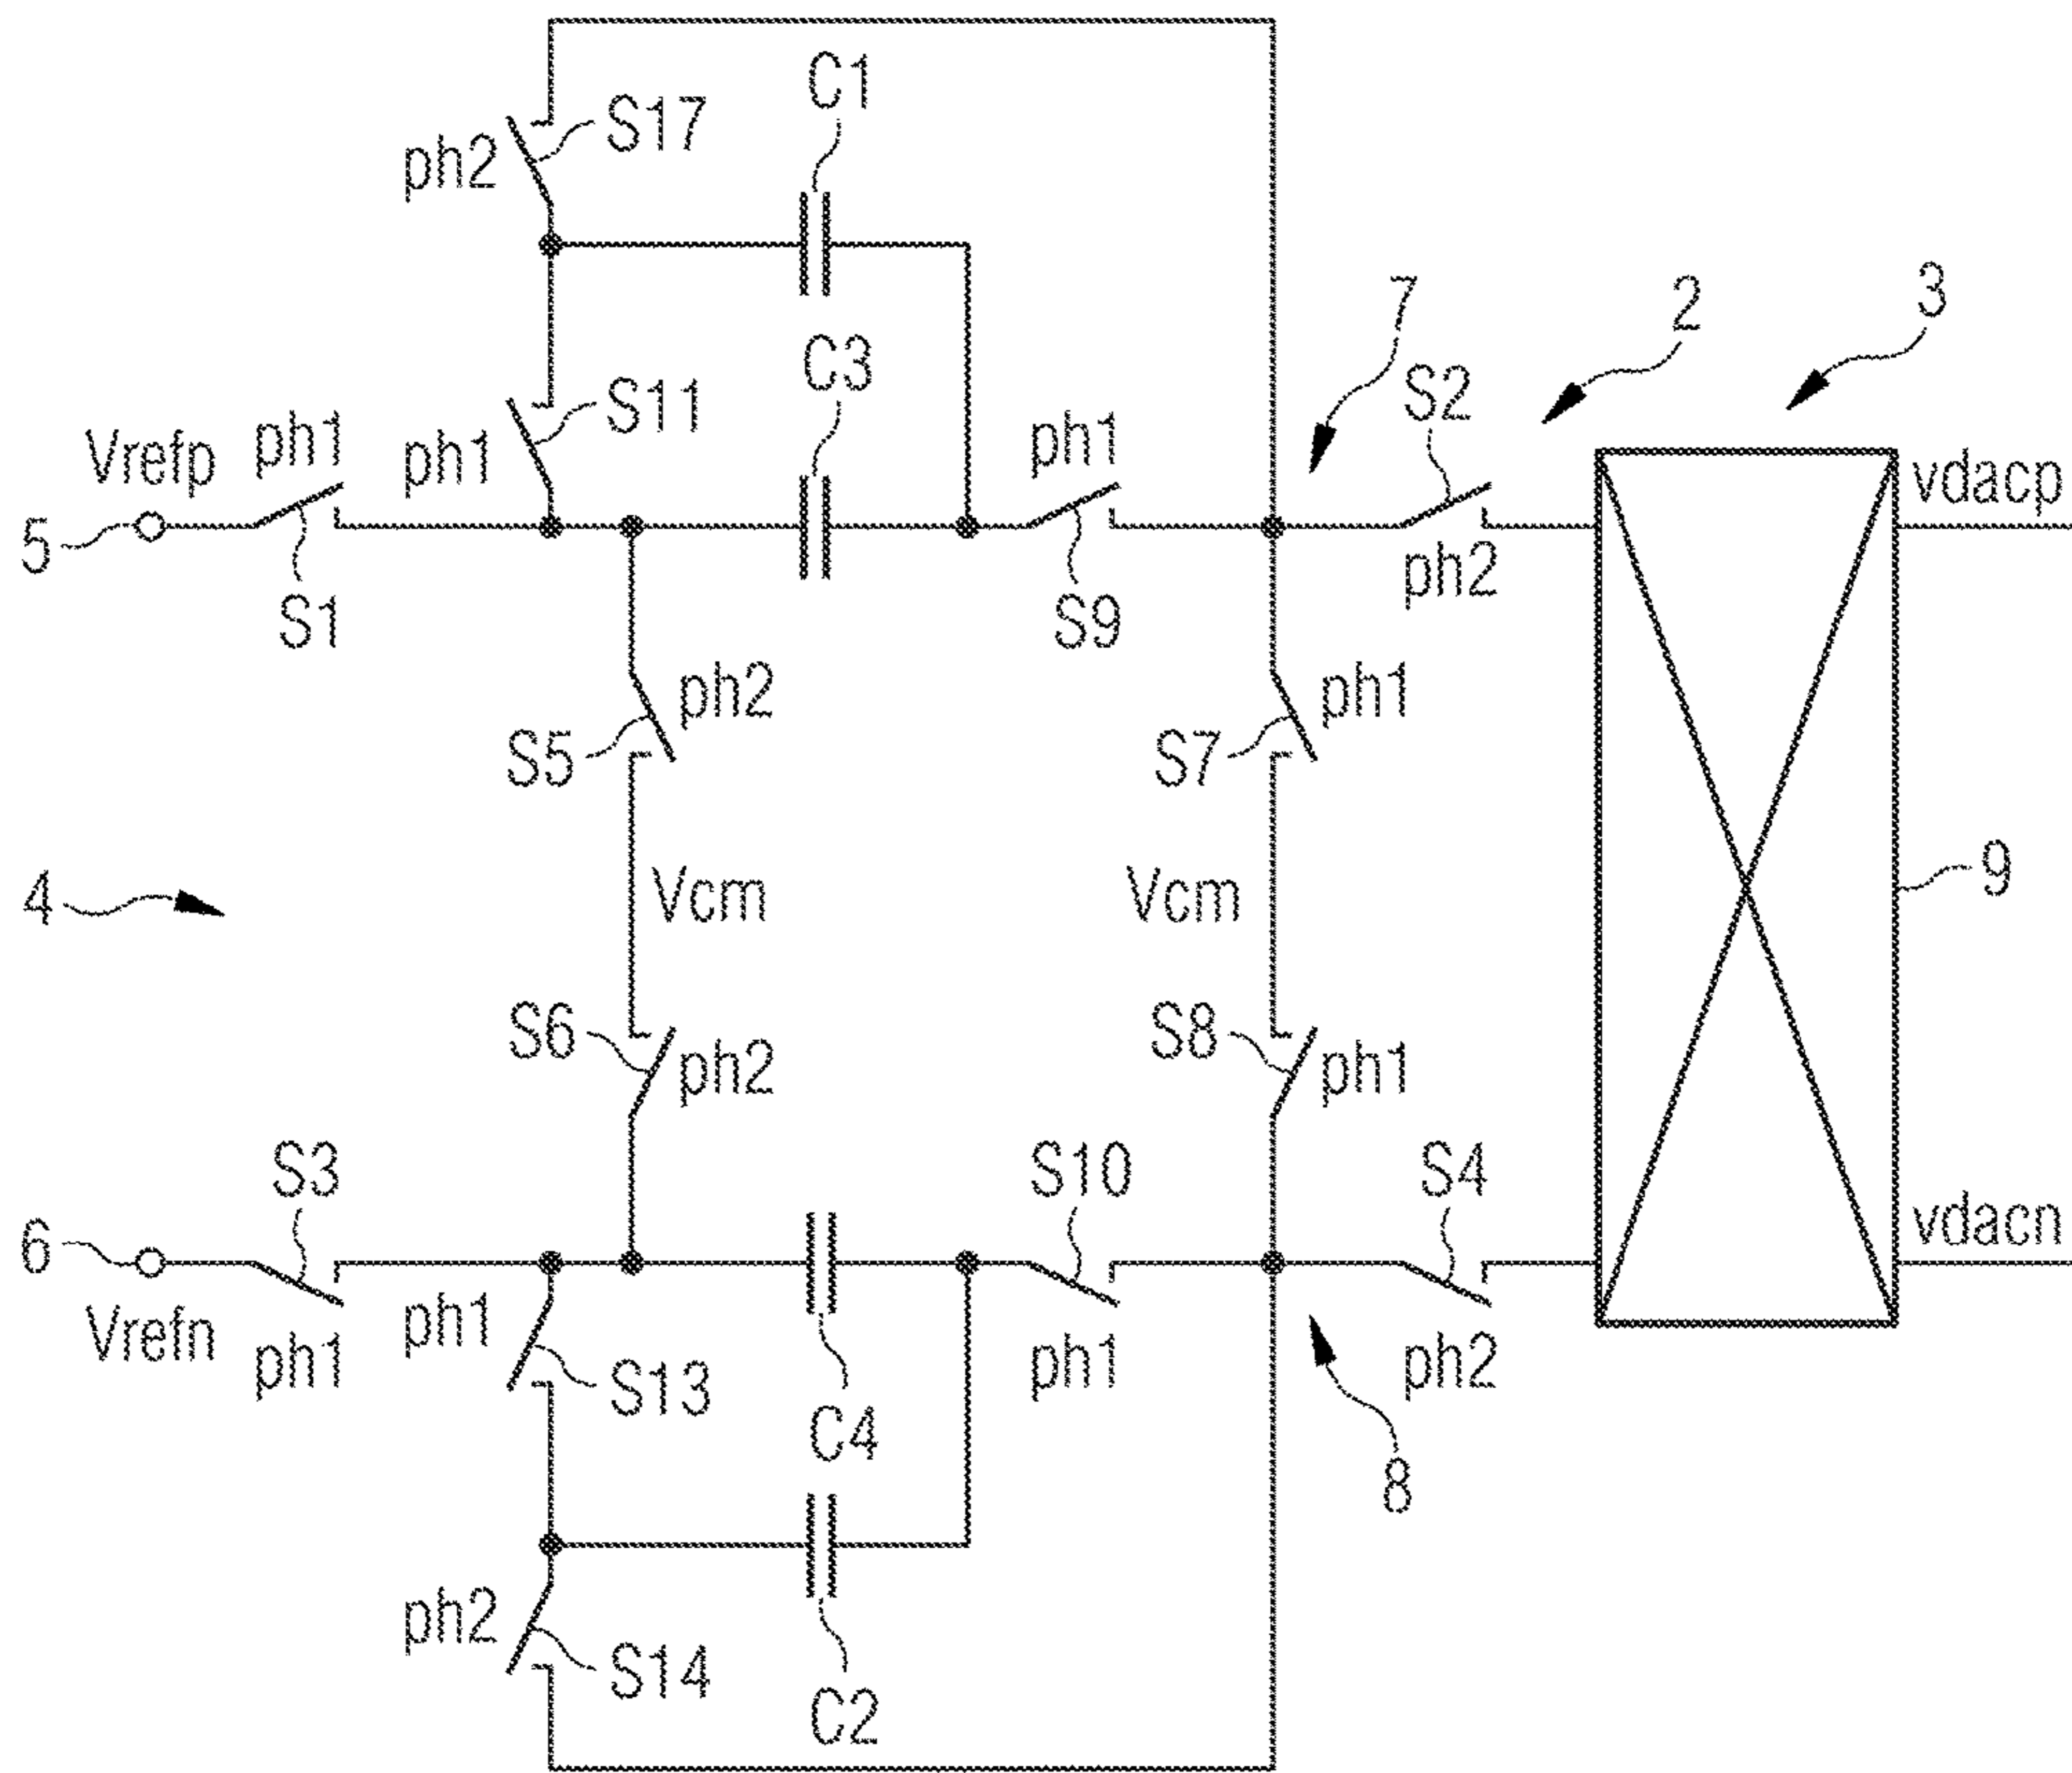 C1
S17
ph2
C3
7
2
3
S11
S2
ph1
ph1
ph1
Vrefp
vdacp
5
S1
S9
ph2
ph2
ph1
S5
S7
4
Vcm
Vcm
9
S6
ph2
S8
ph1
S3
S10
S4
6
vdacn
Vrefn
ph1
ph1
S13
ph1
ph2
C4
8
ph2
S14
C2